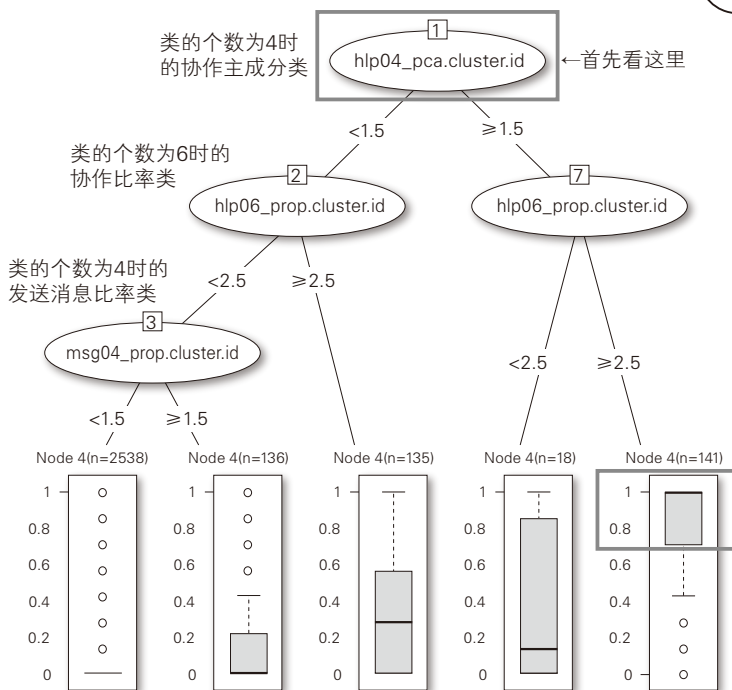 类的个数为4时
的协作主成分类
1
hlp04_pca.cluster.id
←首先看这里
<1.5
≥1.5
类的个数为6时的
协作比率类
2
hlp06_prop.cluster.id
7
hlp06_prop.cluster.id
类的个数为4时的
发送消息比率类
<2.5
≥2.5
3
msg04_prop.cluster.id
<2.5
≥2.5
<1.5
≥1.5
Node 4(n=2538)
Node 4(n=136)
Node 4(n=135)
Node 4(n=18)
Node 4(n=141)
1
0.8
0.6
0.4
0.2
0
1
0.8
0.6
0.4
0.2
0
1
0.8
0.6
0.4
0.2
0
1
0.8
0.6
0.4
0.2
0
1
0.8
0.6
0.4
0.2
0